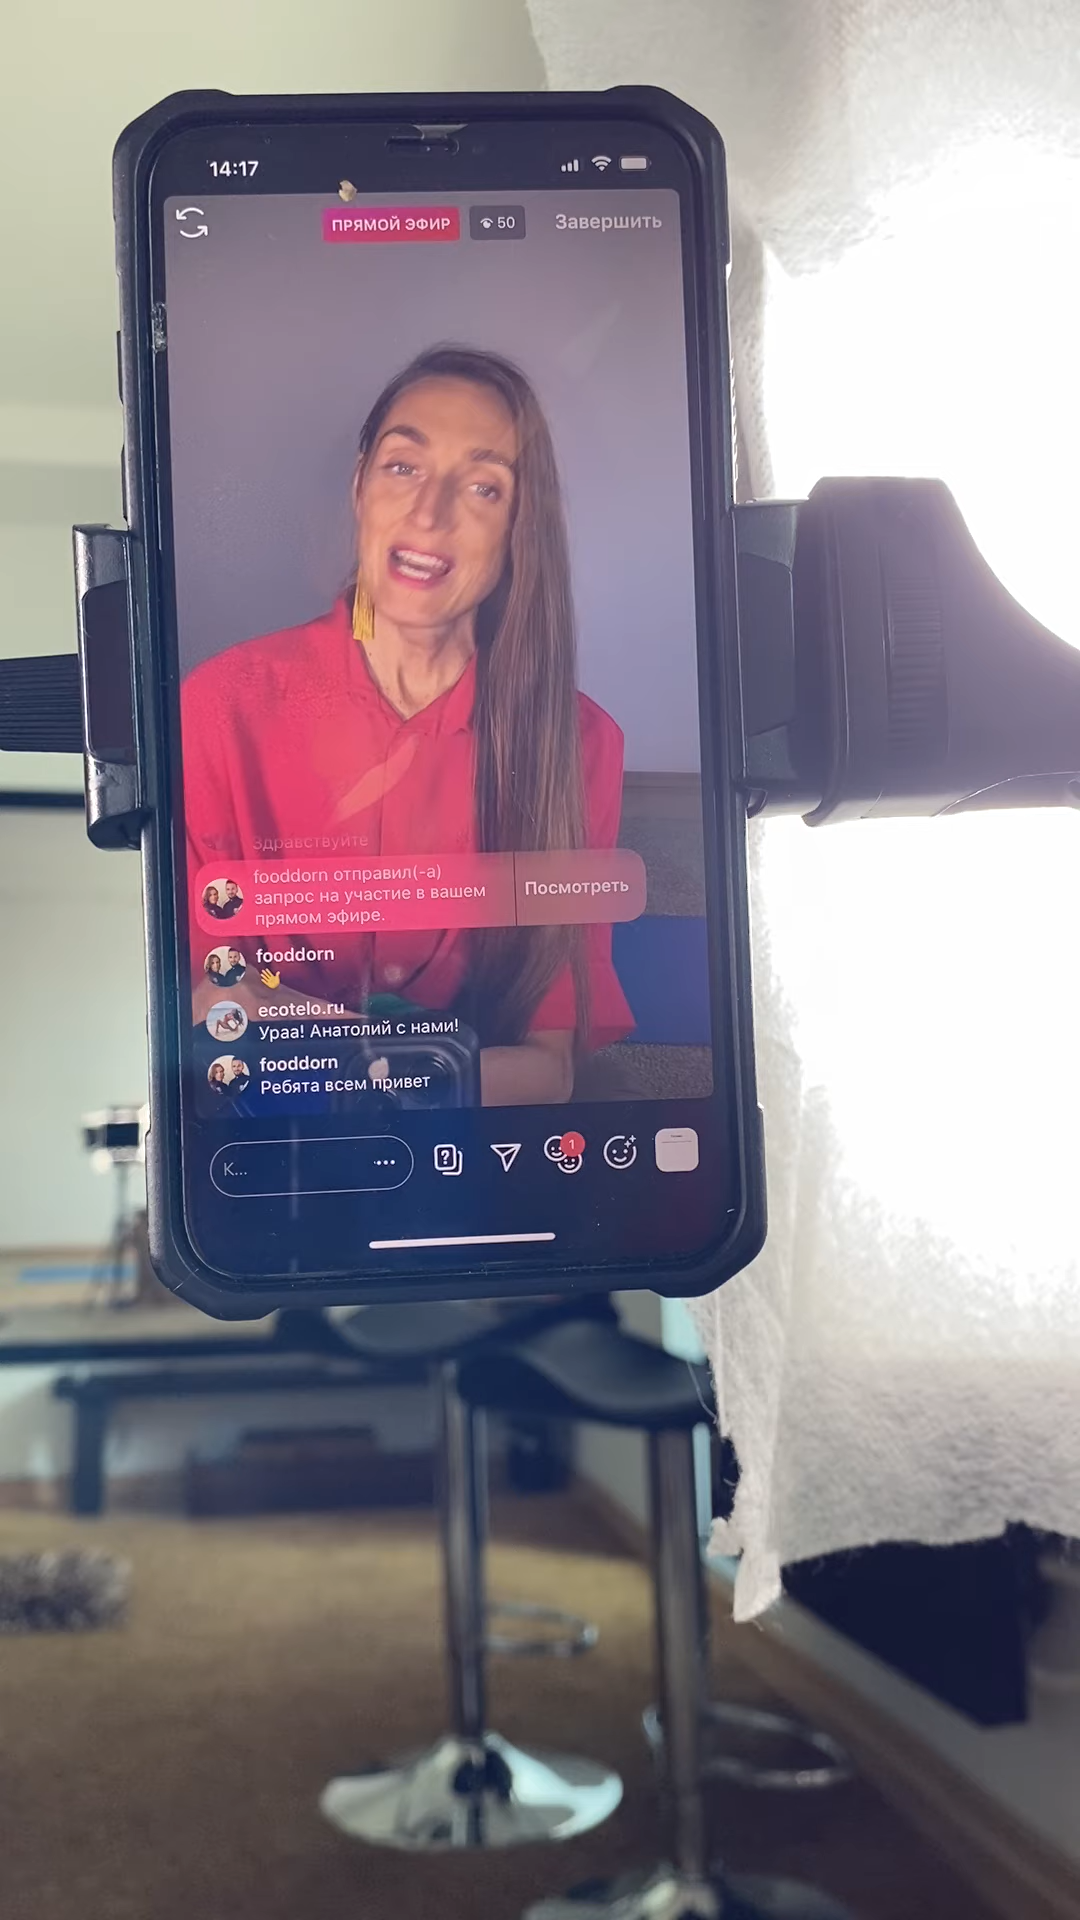 14:17
ПРЯМОЙ ЭФИР
50
Завершить
Здравствуйте
fooddorn отправил(-а)
запрос на участие в вашем
прямом эфире.
Посмотреть
fooddorn
👋
ecotelo.ru
Ураа! Анатолий с нами!
fooddorn
Ребята всем привет
К...
1